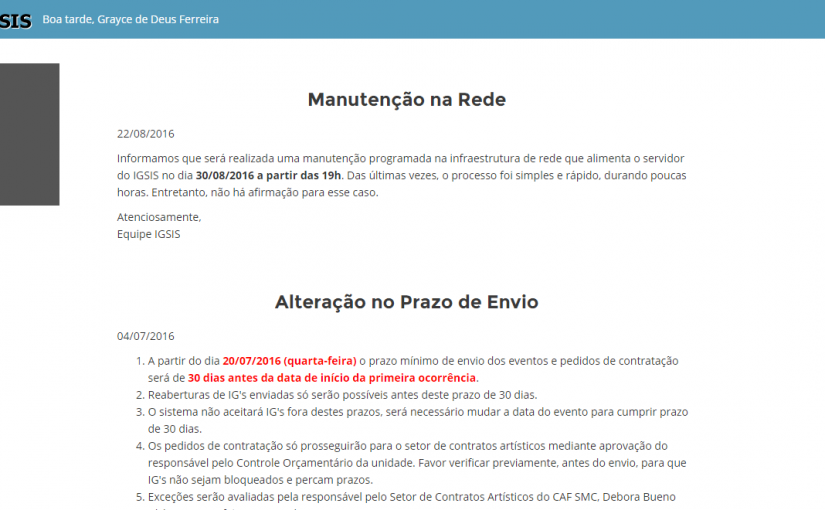 SIS Boa tarde, Grayce de Deus Ferreira
Manutenção na Rede
22/08/2016
Informamos que será realizada uma manutenção programada na infraestrutura de rede que alimenta o servidor
do IGSIS no dia 30/08/2016 a partir das 19h. Das últimas vezes, o processo foi simples e rápido, durando poucas
horas. Entretanto, não há afirmação para esse caso.
Atenciosamente,
Equipe IGSIS
Alteração no Prazo de Envio
04/07/2016
1. A partir do dia 20/07/2016 (quarta-feira) o prazo mínimo de envio dos eventos e pedidos de contratação
será de 30 dias antes da data de início da primeira ocorrência.
2. Reaberturas de IG's enviadas só serão possíveis antes deste prazo de 30 dias.
3. O sistema não aceitará IG's fora destes prazos, será necessário mudar a data do evento para cumprir prazo
de 30 dias.
4. Os pedidos de contratação só prosseguirão para o setor de contratos artísticos mediante aprovação do
responsável pelo Controle Orçamentário da unidade. Favor verificar previamente, antes do envio, para que
IG's não sejam bloqueados e percam prazos.
5. Exceções serão avaliadas pela responsável pelo Setor de Contratos Artísticos do CAF SMC, Debora Bueno